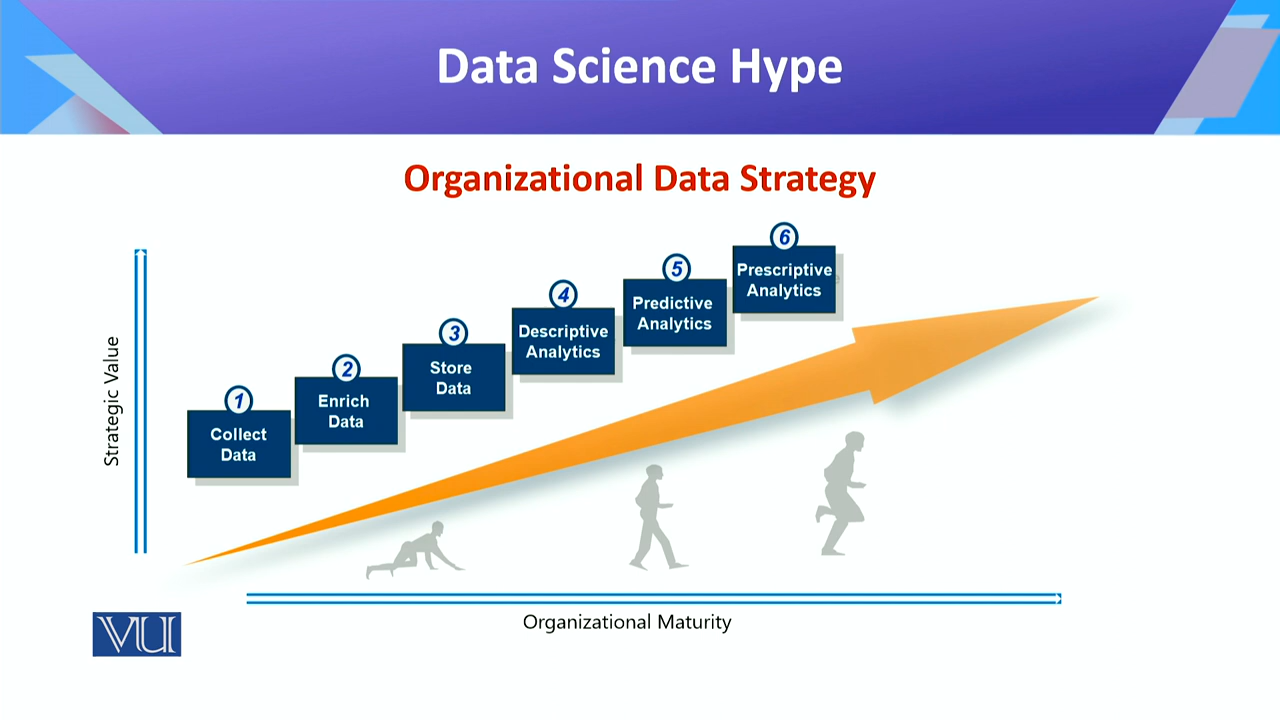 Data Science Hype
Organizational Data Strategy
Strategic Value
1
Collect
Data
2
Enrich
Data
3
Store
Data
4
Descriptive
Analytics
5
Predictive
Analytics
6
Prescriptive
Analytics
Organizational Maturity
VU